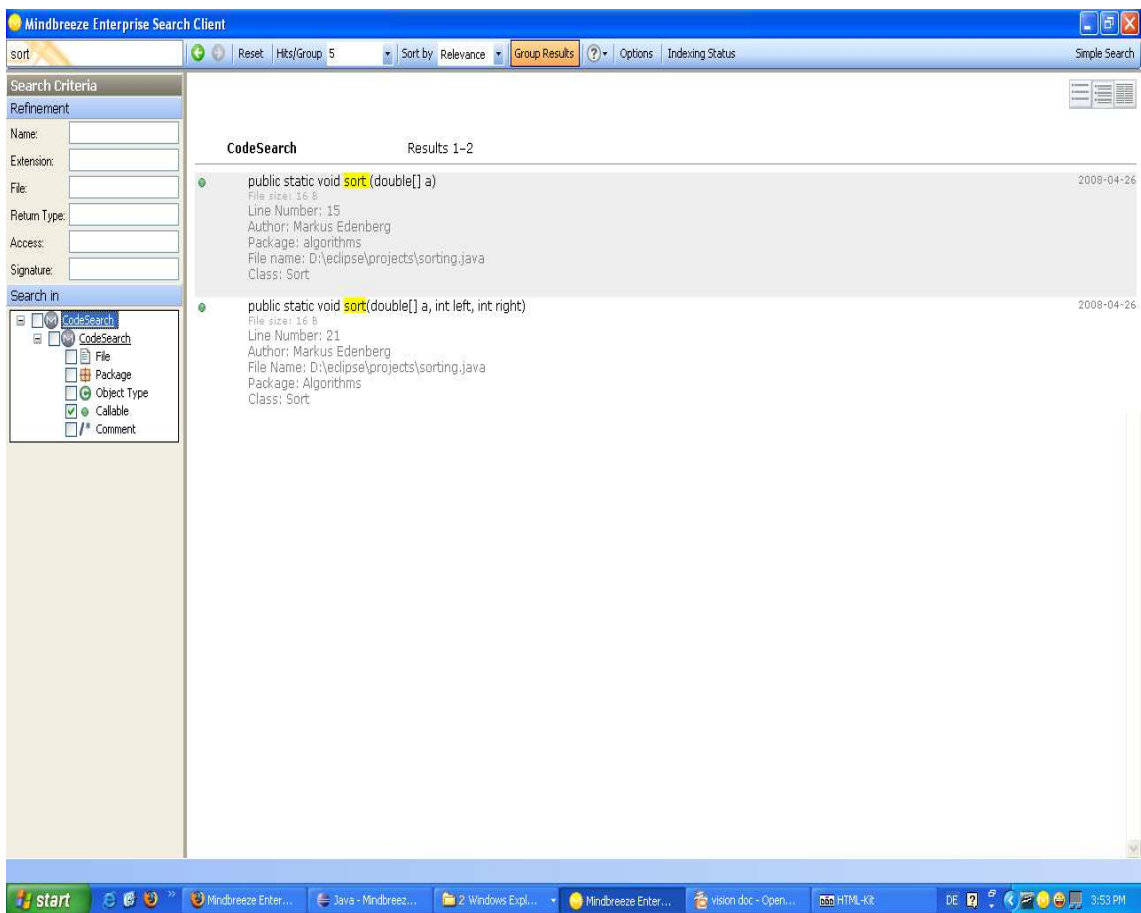 Mindbreeze Enterprise Search Client
sort Reset Hits/Group 5 Sort by Relevance Group Results Options Indexing Status Simple Search
Search Criteria
Refinement
Name:
Extension:
File:
Return Type:
Access:
Signature:
Search in
CodeSearch
CodeSearch
File
Package
Object Type
Callable
/* Comment
CodeSearch Results 1-2
public static void sort (double[] a) 2008-04-26
File size: 16 B
Line Number: 15
Author: Markus Edenberg
Package: algorithms
File name: D:\eclipse\projects\sorting.java
Class: Sort
public static void sort(double[] a, int left, int right) 2008-04-26
File size: 16 B
Line Number: 21
Author: Markus Edenberg
File Name: D:\eclipse\projects\sorting.java
Package: Algorithms
Class: Sort
start Mindbreeze Enter... Java - Mindbreez... 2 Windows Expl... Mindbreeze Enter... vision doc - Open... HTML-Kit DE 3:53 PM